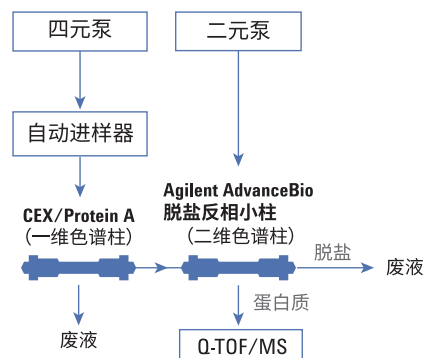 四元泵
二元泵
自动进样器
CEX/Protein A
(一维色谱柱)
Agilent AdvanceBio
脱盐反相小柱
(二维色谱柱)
脱盐
废液
蛋白质
废液
Q-TOF/MS